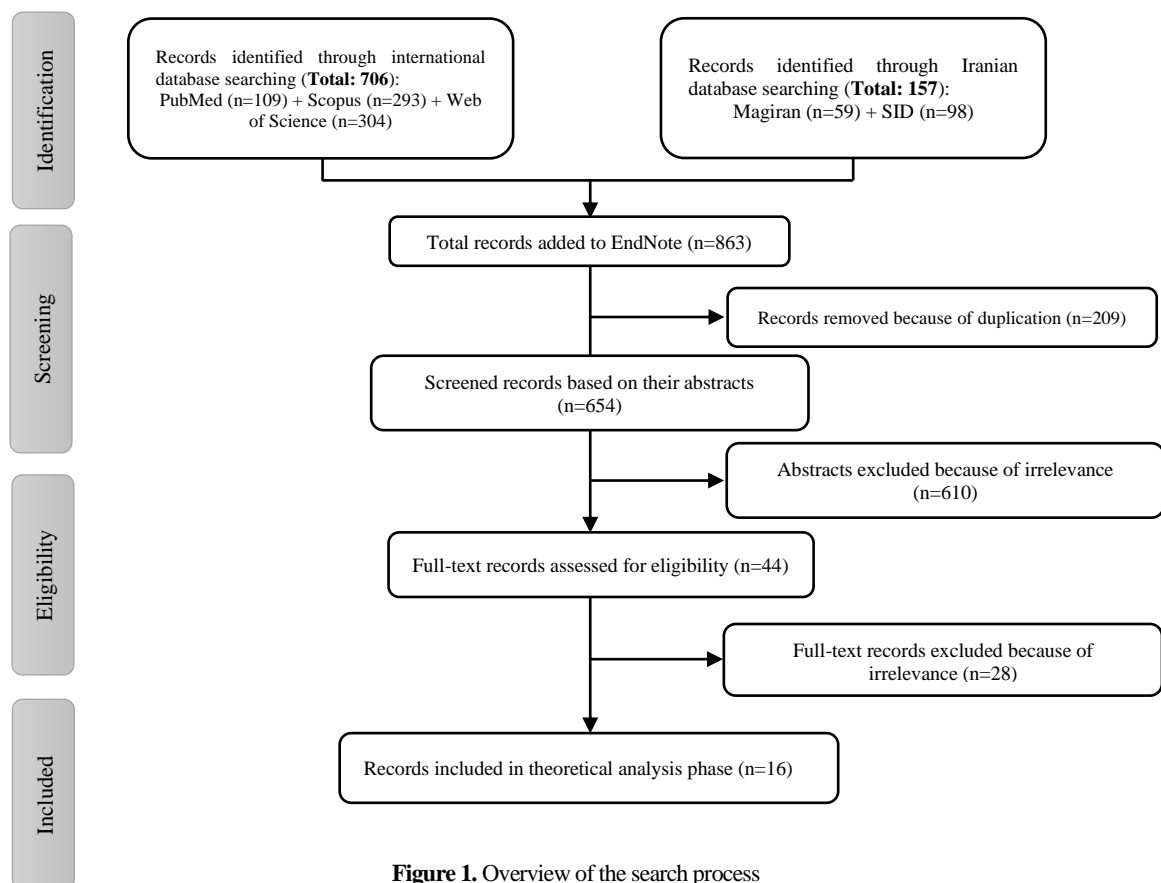 Identification
Records identified through international
database searching (Total: 706):
PubMed (n=109) + Scopus (n=293) + Web
of Science (n=304)
Records identified through Iranian
database searching (Total: 157):
Magiran (n=59) + SID (n=98)
Screening
Total records added to EndNote (n=863)
Records removed because of duplication (n=209)
Screened records based on their abstracts
(n=654)
Abstracts excluded because of irrelevance
(n=610)
Eligibility
Full-text records assessed for eligibility (n=44)
Full-text records excluded because of
irrelevance (n=28)
Included
Records included in theoretical analysis phase (n=16)
Figure 1. Overview of the search process